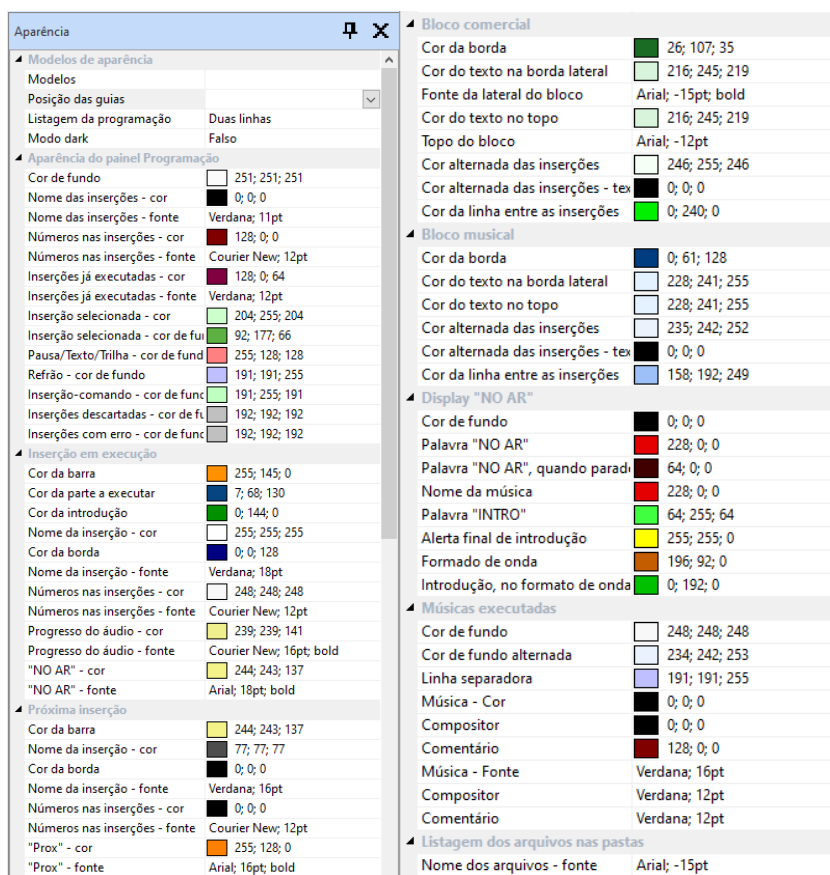 Aparência
Modelos de aparência
Modelos
Posição das guias
Listagem da programação Duas linhas
Modo dark Falso
Aparência do painel Programação
Cor de fundo 251; 251; 251
Nome das inserções - cor 0; 0; 0
Nome das inserções - fonte Verdana; 11pt
Números nas inserções - cor 128; 0; 0
Números nas inserções - fonte Courier New; 12pt
Inserções já executadas - cor 128; 0; 64
Inserções já executadas - fonte Verdana; 12pt
Inserção selecionada - cor 204; 255; 204
Inserção selecionada - cor de fui 92; 177; 66
Pausa/Texto/Trilha - cor de fund 255; 128; 128
Refrão - cor de fundo 191; 191; 255
Inserção-comando - cor de func 191; 255; 191
Inserções descartadas - cor de fu 192; 192; 192
Inserções com erro - cor de func 192; 192; 192
Inserção em execução
Cor da barra 255; 145; 0
Cor da parte a executar 7; 68; 130
Cor da introdução 0; 144; 0
Nome da inserção - cor 255; 255; 255
Cor da borda 0; 0; 128
Nome da inserção - fonte Verdana; 18pt
Números nas inserções - cor 248; 248; 248
Números nas inserções - fonte Courier New; 12pt
Progresso do áudio - cor 239; 239; 141
Progresso do áudio - fonte Courier New; 16pt; bold
"NO AR" - cor 244; 243; 137
"NO AR" - fonte Arial; 18pt; bold
Próxima inserção
Cor da barra 244; 243; 137
Nome da inserção - cor 77; 77; 77
Cor da borda 0; 0; 0
Nome da inserção - fonte Verdana; 16pt
Números nas inserções - cor 0; 0; 0
Números nas inserções - fonte Courier New; 12pt
"Prox" - cor 255; 128; 0
"Prox" - fonte Arial; 16pt; bold
Bloco comercial
Cor da borda 26; 107; 35
Cor do texto na borda lateral 216; 245; 219
Fonte da lateral do bloco Arial; -15pt; bold
Cor do texto no topo 216; 245; 219
Topo do bloco Arial; -12pt
Cor alternada das inserções 246; 255; 246
Cor alternada das inserções - tex 0; 0; 0
Cor da linha entre as inserções 0; 240; 0
Bloco musical
Cor da borda 0; 61; 128
Cor do texto na borda lateral 228; 241; 255
Cor do texto no topo 228; 241; 255
Cor alternada das inserções 235; 242; 252
Cor alternada das inserções - tex 0; 0; 0
Cor da linha entre as inserções 158; 192; 249
Display "NO AR"
Cor de fundo 0; 0; 0
Palavra "NO AR" 228; 0; 0
Palavra "NO AR", quando parad 64; 0; 0
Nome da música 228; 0; 0
Palavra "INTRO" 64; 255; 64
Alerta final de introdução 255; 255; 0
Formado de onda 196; 92; 0
Introdução, no formato de onda 0; 192; 0
Músicas executadas
Cor de fundo 248; 248; 248
Cor de fundo alternada 234; 242; 253
Linha separadora 191; 191; 255
Música - Cor 0; 0; 0
Compositor 0; 0; 0
Comentário 128; 0; 0
Música - Fonte Verdana; 16pt
Compositor Verdana; 12pt
Comentário Verdana; 12pt
Listagem dos arquivos nas pastas
Nome dos arquivos - fonte Arial; -15pt